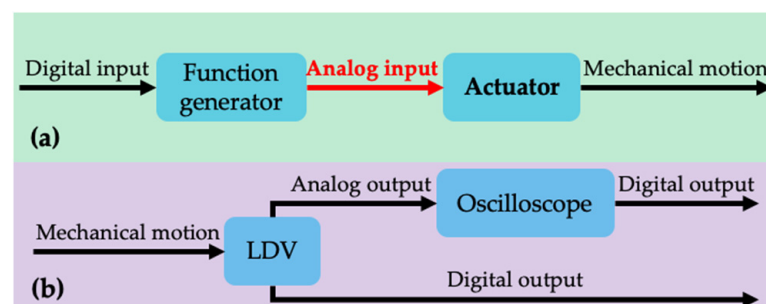 Digital input
Function
generator
Analog input
Actuator
Mechanical motion
(a)
Analog output
Oscilloscope
Digital output
Mechanical motion
LDV
Digital output
(b)